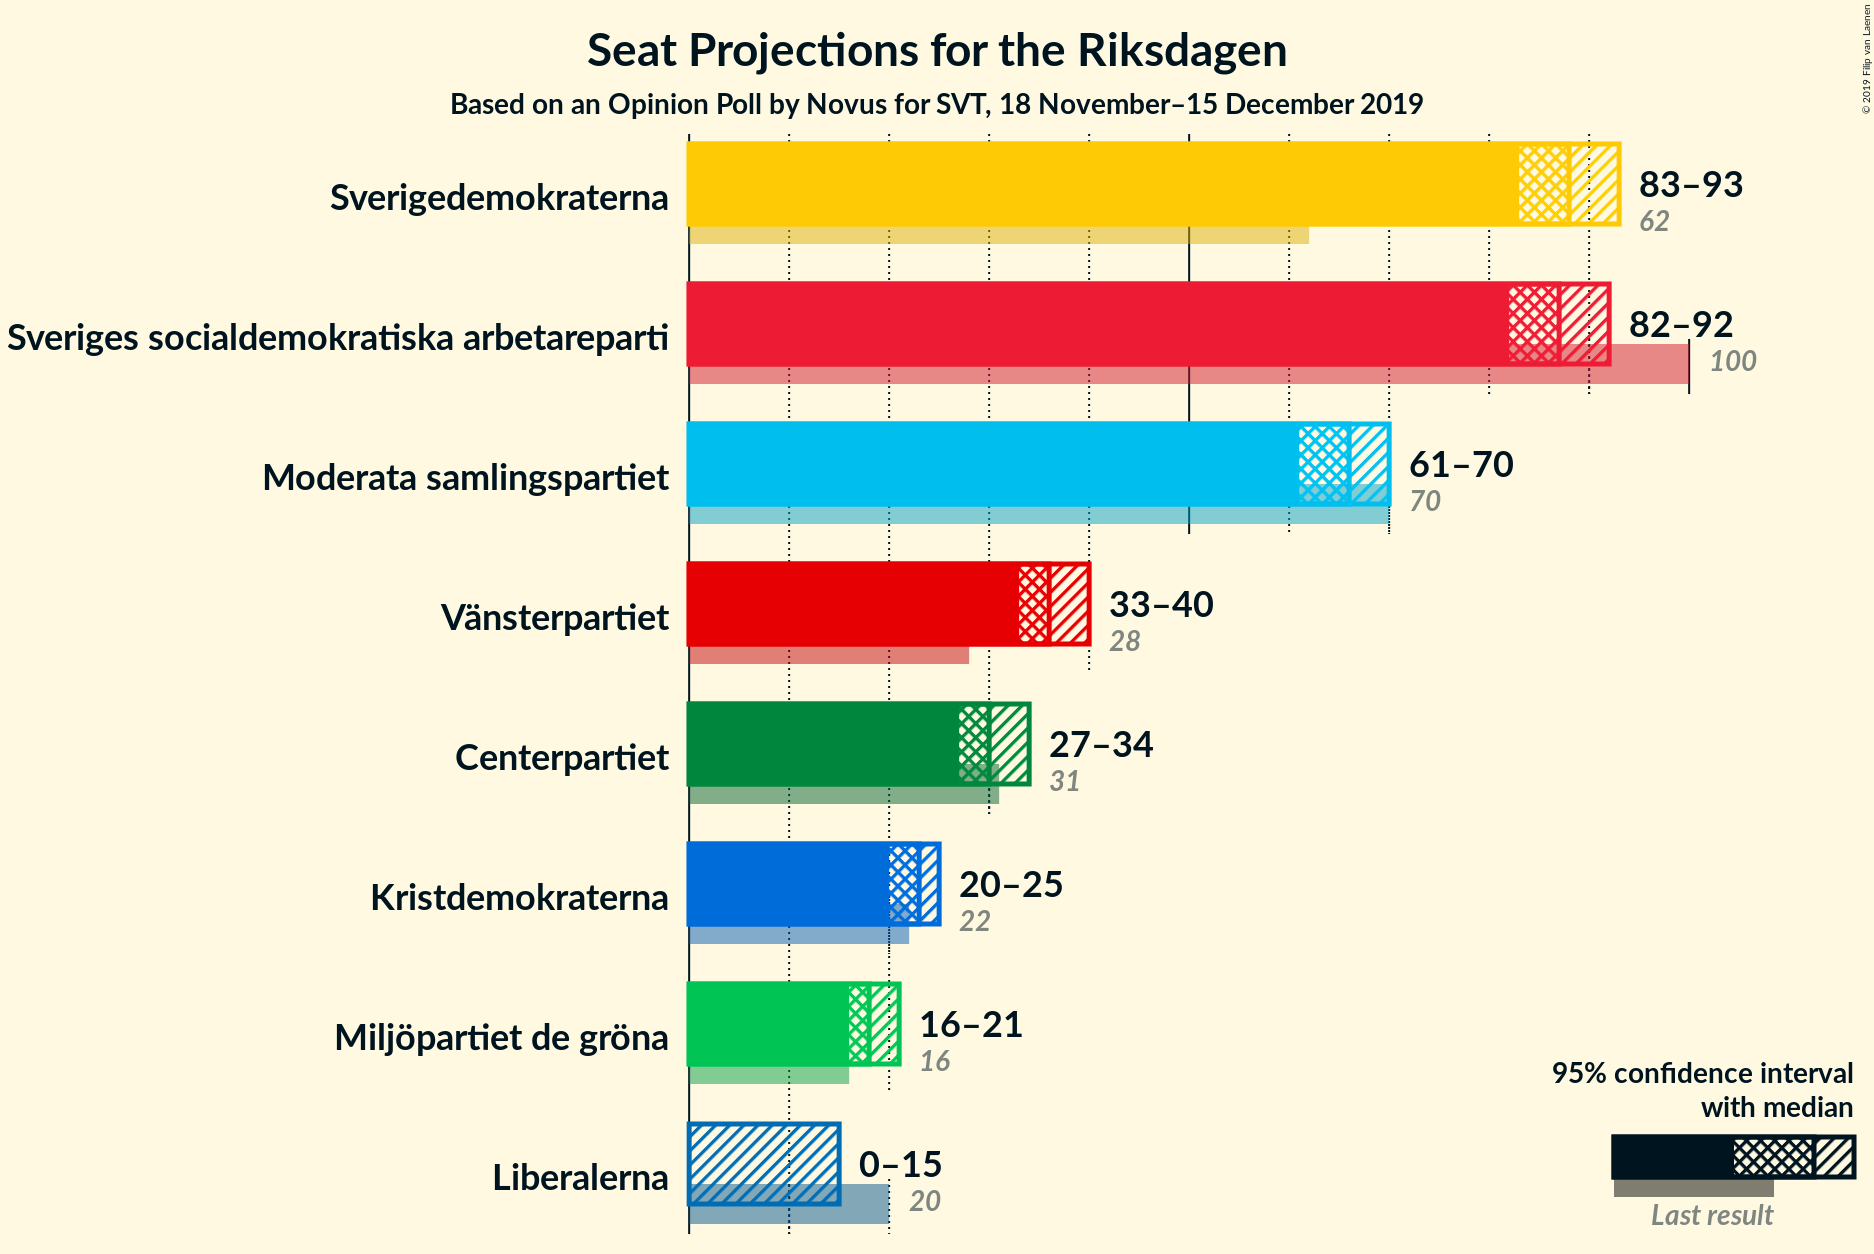 Seat Projections for the Riksdagen
Based on an Opinion Poll by Novus for SVT, 18 November–15 December 2019
© 2019 Filip van Laenen
Sverigedemokraterna
83–93
62
Sveriges socialdemokratiska arbetareparti
82–92
100
Moderata samlingspartiet
61–70
70
Vänsterpartiet
33–40
28
Centerpartiet
27–34
31
Kristdemokraterna
20–25
22
Miljöpartiet de gröna
16–21
16
Liberalerna
0–15
20
95% confidence interval
with median
Last result